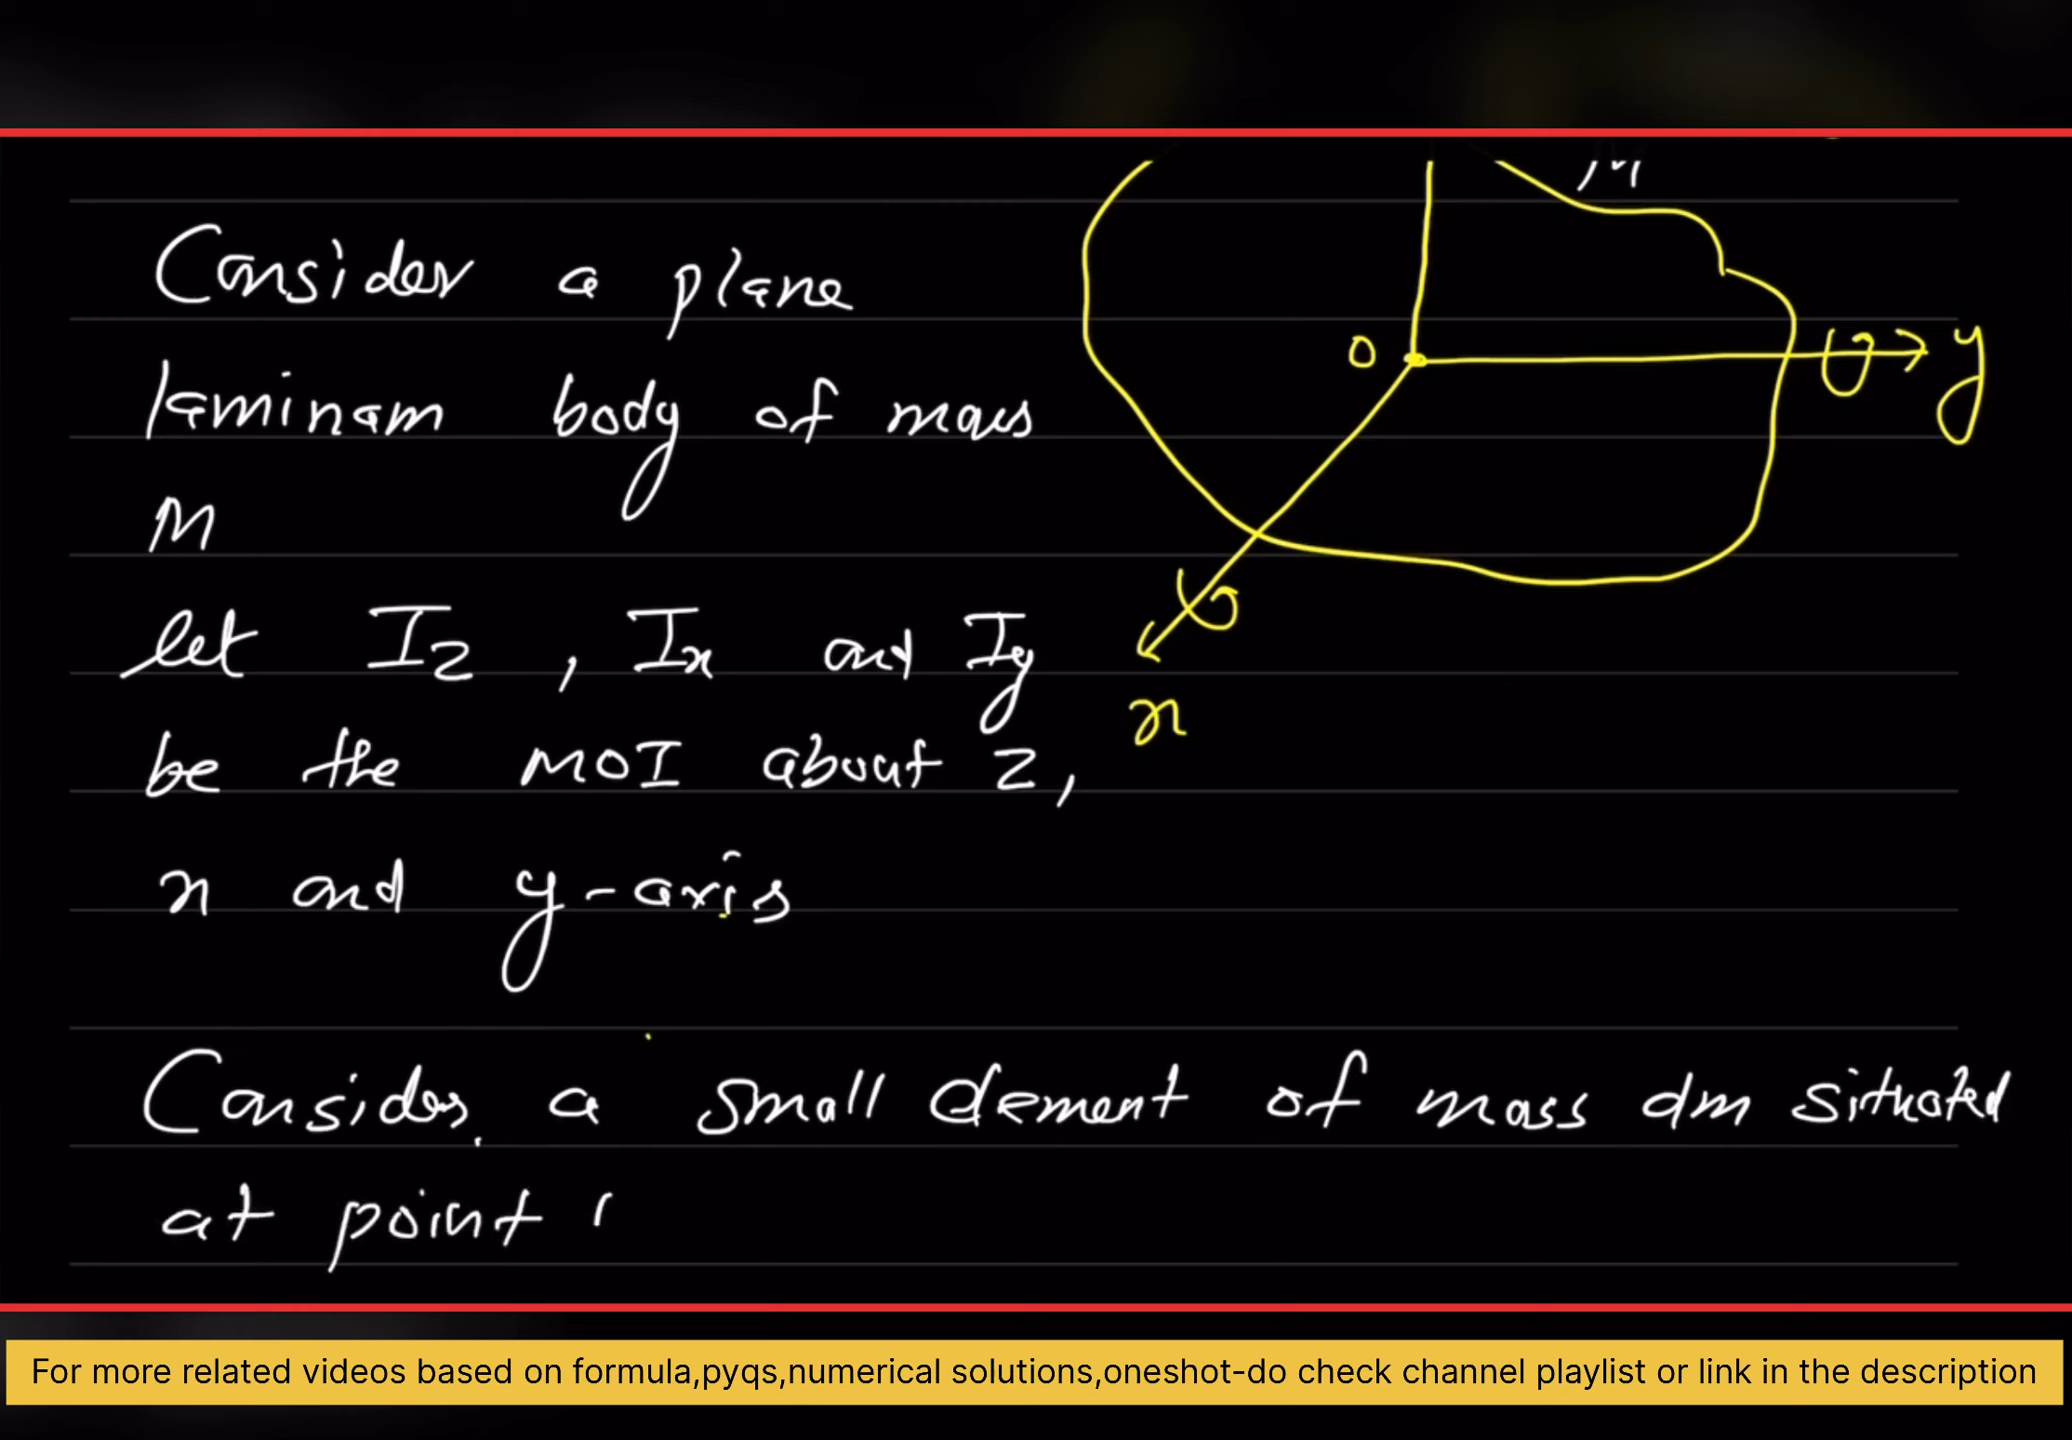 M
Consider a plane
laminam body of mass
M
O
y
let Iz, Ix and Iy
x
be the MOI about z,
x and y-axis
Consider a small element of mass dm situated
at point
For more related videos based on formula,pyqs,numerical solutions,oneshot-do check channel playlist or link in the description